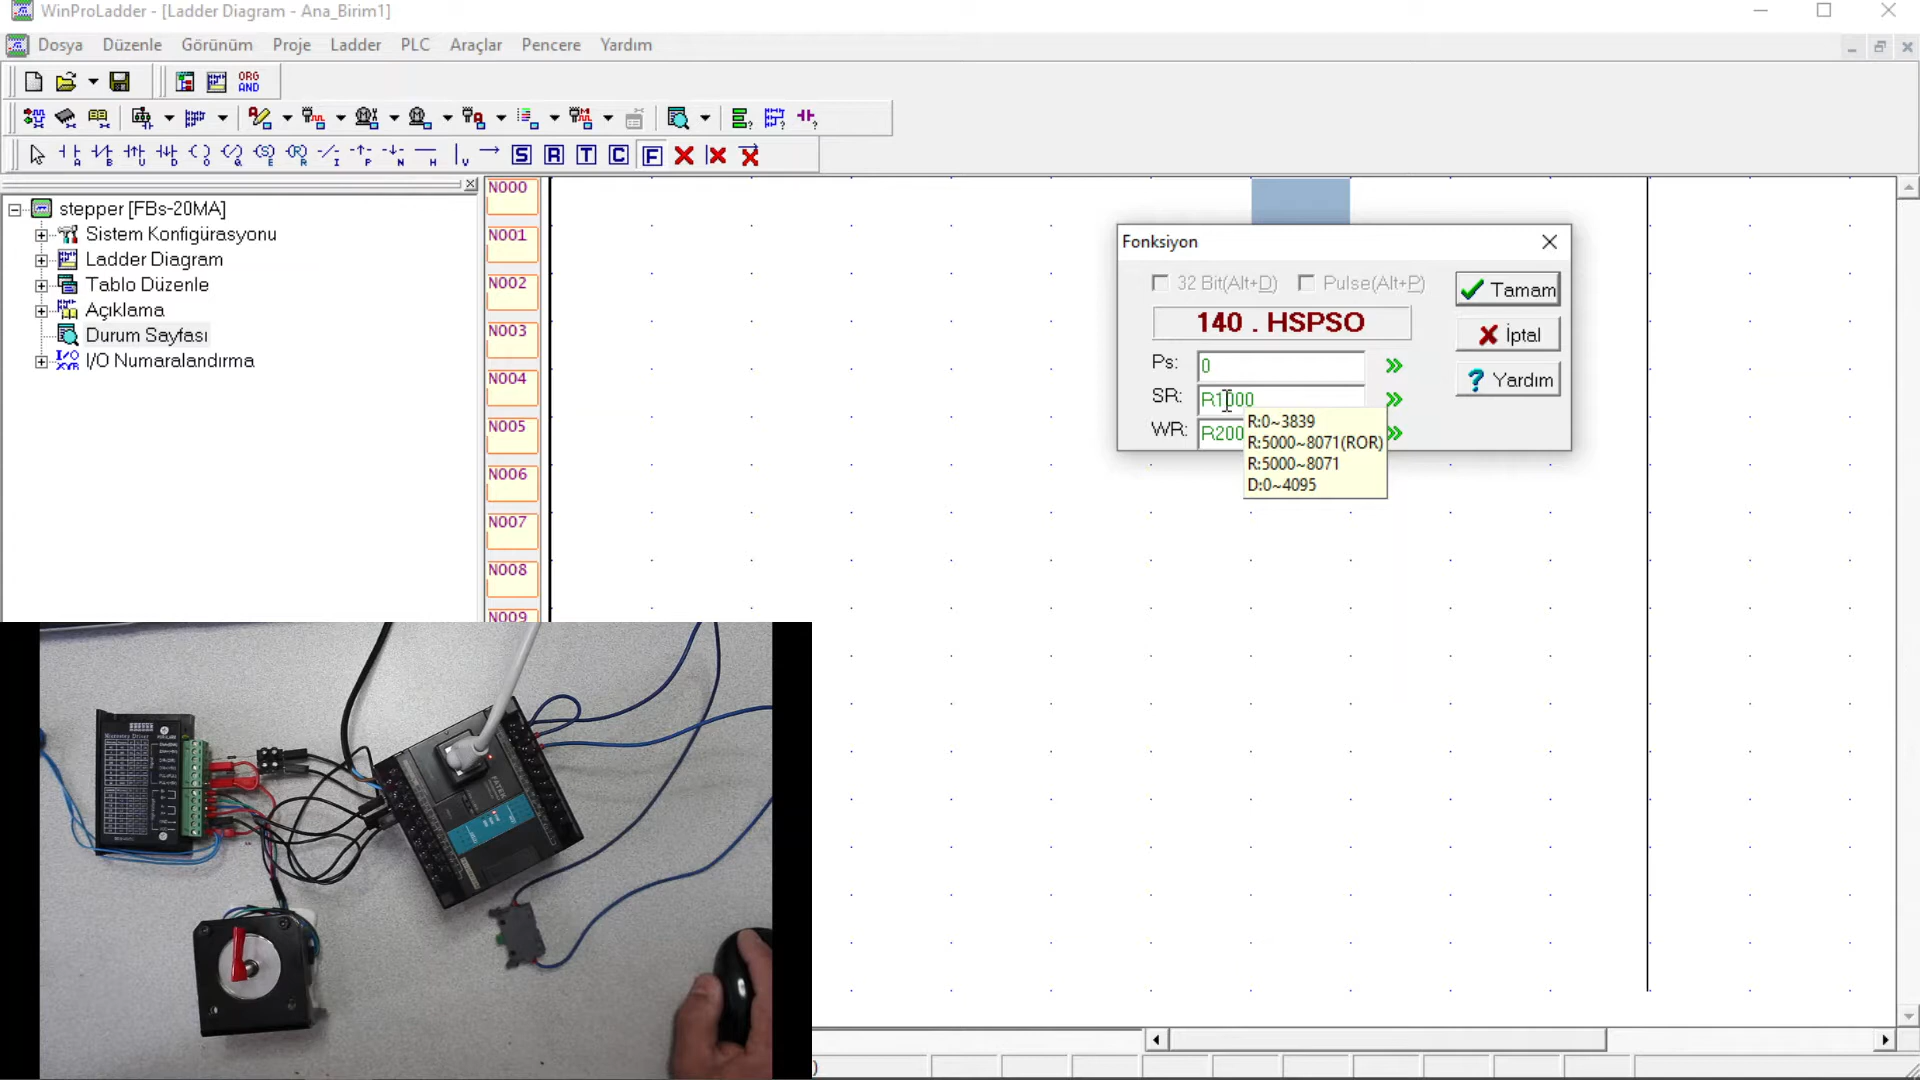 WinProLadder - [Ladder Diagram - Ana_Birim1]
Dosya Düzenle Görünüm Proje Ladder PLC Araçlar Pencere Yardım
ORG
AND
stepper [FBs-20MA]
Sistem Konfigürasyonu
Ladder Diagram
Tablo Düzenle
Açıklama
Durum Sayfası
I/O Numaralandırma
N000
N001
N002
N003
N004
N005
N006
N007
N008
N009
Fonksiyon
32 Bit(Alt+D) Pulse(Alt+P)
Tamam
140 . HSPSO
İptal
Ps: 0
Yardım
SR: R1000
WR: R200
R:0~3839
R:5000~8071(ROR)
R:5000~8071
D:0~4095
Microstep Driver
FATEK